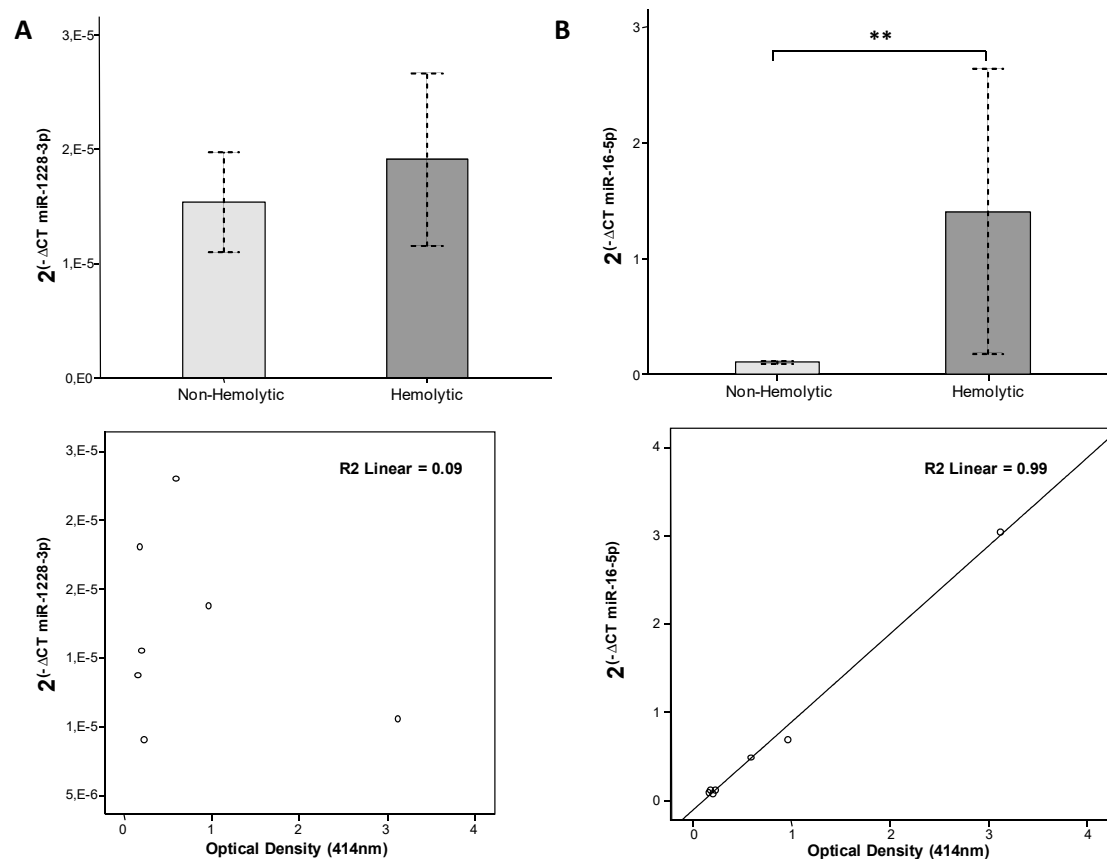 A
2(-ΔCT miR-1228-3p)
3,E-5
2,E-5
1,E-5
0,E0
Non-Hemolytic
Hemolytic
B
2(-ΔCT miR-16-5p)
3
2
1
0
**
Non-Hemolytic
Hemolytic
2(-ΔCT miR-1228-3p)
3,E-5
2,E-5
2,E-5
1,E-5
1,E-5
5,E-6
R2 Linear = 0.09
0
1
2
3
4
Optical Density (414nm)
2(-ΔCT miR-16-5p)
4
3
2
1
0
R2 Linear = 0.99
0
1
2
3
4
Optical Density (414nm)